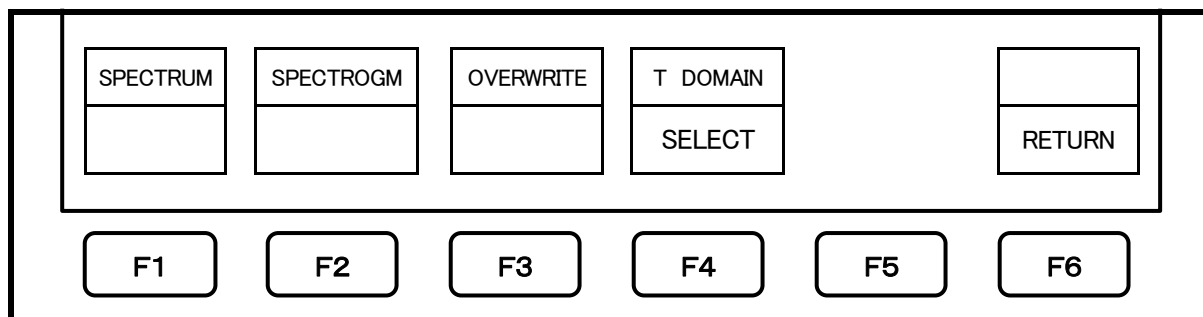 SPECTRUM SPECTROGM OVERWRITE T DOMAIN
SELECT RETURN
F1 F2 F3 F4 F5 F6